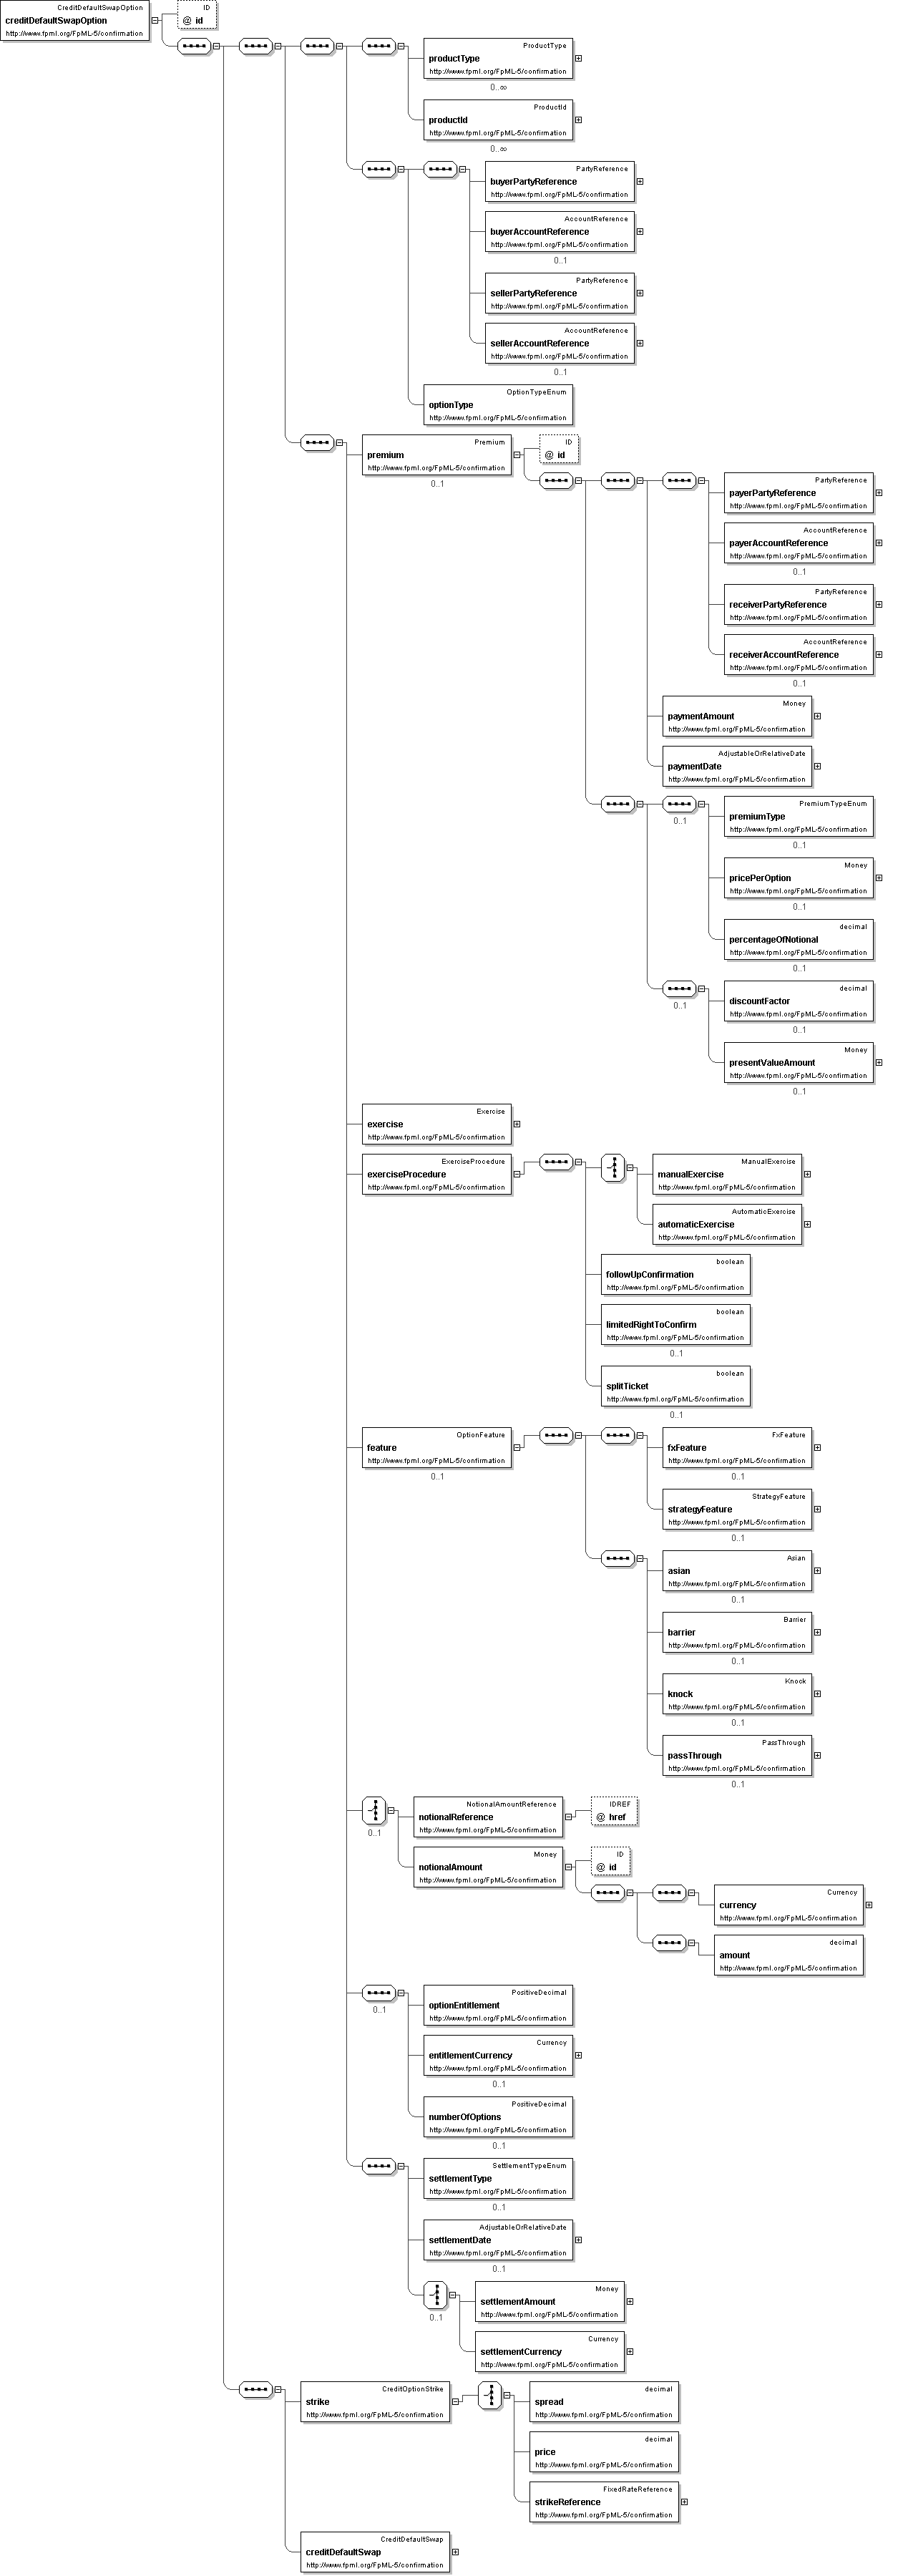 CreditDefaultSwapOption
creditDefaultSwapOption
http://www.fpml.org/FpML-5/confirmation
ID
@ id
ProductType
productType
http://www.fpml.org/FpML-5/confirmation
0..∞
ProductId
productId
http://www.fpml.org/FpML-5/confirmation
0..∞
PartyReference
buyerPartyReference
http://www.fpml.org/FpML-5/confirmation
AccountReference
buyerAccountReference
http://www.fpml.org/FpML-5/confirmation
0..1
PartyReference
sellerPartyReference
http://www.fpml.org/FpML-5/confirmation
AccountReference
sellerAccountReference
http://www.fpml.org/FpML-5/confirmation
0..1
OptionTypeEnum
optionType
http://www.fpml.org/FpML-5/confirmation
Premium
premium
http://www.fpml.org/FpML-5/confirmation
0..1
ID
@ id
PartyReference
payerPartyReference
http://www.fpml.org/FpML-5/confirmation
AccountReference
payerAccountReference
http://www.fpml.org/FpML-5/confirmation
0..1
PartyReference
receiverPartyReference
http://www.fpml.org/FpML-5/confirmation
AccountReference
receiverAccountReference
http://www.fpml.org/FpML-5/confirmation
0..1
Money
paymentAmount
http://www.fpml.org/FpML-5/confirmation
AdjustableOrRelativeDate
paymentDate
http://www.fpml.org/FpML-5/confirmation
0..1
PremiumTypeEnum
premiumType
http://www.fpml.org/FpML-5/confirmation
0..1
Money
pricePerOption
http://www.fpml.org/FpML-5/confirmation
0..1
decimal
percentageOfNotional
http://www.fpml.org/FpML-5/confirmation
0..1
0..1
decimal
discountFactor
http://www.fpml.org/FpML-5/confirmation
0..1
Money
presentValueAmount
http://www.fpml.org/FpML-5/confirmation
0..1
Exercise
exercise
http://www.fpml.org/FpML-5/confirmation
ExerciseProcedure
exerciseProcedure
http://www.fpml.org/FpML-5/confirmation
ManualExercise
manualExercise
http://www.fpml.org/FpML-5/confirmation
AutomaticExercise
automaticExercise
http://www.fpml.org/FpML-5/confirmation
boolean
followUpConfirmation
http://www.fpml.org/FpML-5/confirmation
boolean
limitedRightToConfirm
http://www.fpml.org/FpML-5/confirmation
0..1
boolean
splitTicket
http://www.fpml.org/FpML-5/confirmation
0..1
OptionFeature
feature
http://www.fpml.org/FpML-5/confirmation
0..1
FxFeature
fxFeature
http://www.fpml.org/FpML-5/confirmation
0..1
StrategyFeature
strategyFeature
http://www.fpml.org/FpML-5/confirmation
0..1
Asian
asian
http://www.fpml.org/FpML-5/confirmation
0..1
Barrier
barrier
http://www.fpml.org/FpML-5/confirmation
0..1
Knock
knock
http://www.fpml.org/FpML-5/confirmation
0..1
PassThrough
passThrough
http://www.fpml.org/FpML-5/confirmation
0..1
0..1
NotionalAmountReference
notionalReference
http://www.fpml.org/FpML-5/confirmation
IDREF
@ href
Money
notionalAmount
http://www.fpml.org/FpML-5/confirmation
ID
@ id
Currency
currency
http://www.fpml.org/FpML-5/confirmation
decimal
amount
http://www.fpml.org/FpML-5/confirmation
0..1
PositiveDecimal
optionEntitlement
http://www.fpml.org/FpML-5/confirmation
Currency
entitlementCurrency
http://www.fpml.org/FpML-5/confirmation
0..1
PositiveDecimal
numberOfOptions
http://www.fpml.org/FpML-5/confirmation
0..1
SettlementTypeEnum
settlementType
http://www.fpml.org/FpML-5/confirmation
0..1
AdjustableOrRelativeDate
settlementDate
http://www.fpml.org/FpML-5/confirmation
0..1
0..1
Money
settlementAmount
http://www.fpml.org/FpML-5/confirmation
Currency
settlementCurrency
http://www.fpml.org/FpML-5/confirmation
CreditOptionStrike
strike
http://www.fpml.org/FpML-5/confirmation
decimal
spread
http://www.fpml.org/FpML-5/confirmation
decimal
price
http://www.fpml.org/FpML-5/confirmation
FixedRateReference
strikeReference
http://www.fpml.org/FpML-5/confirmation
CreditDefaultSwap
creditDefaultSwap
http://www.fpml.org/FpML-5/confirmation